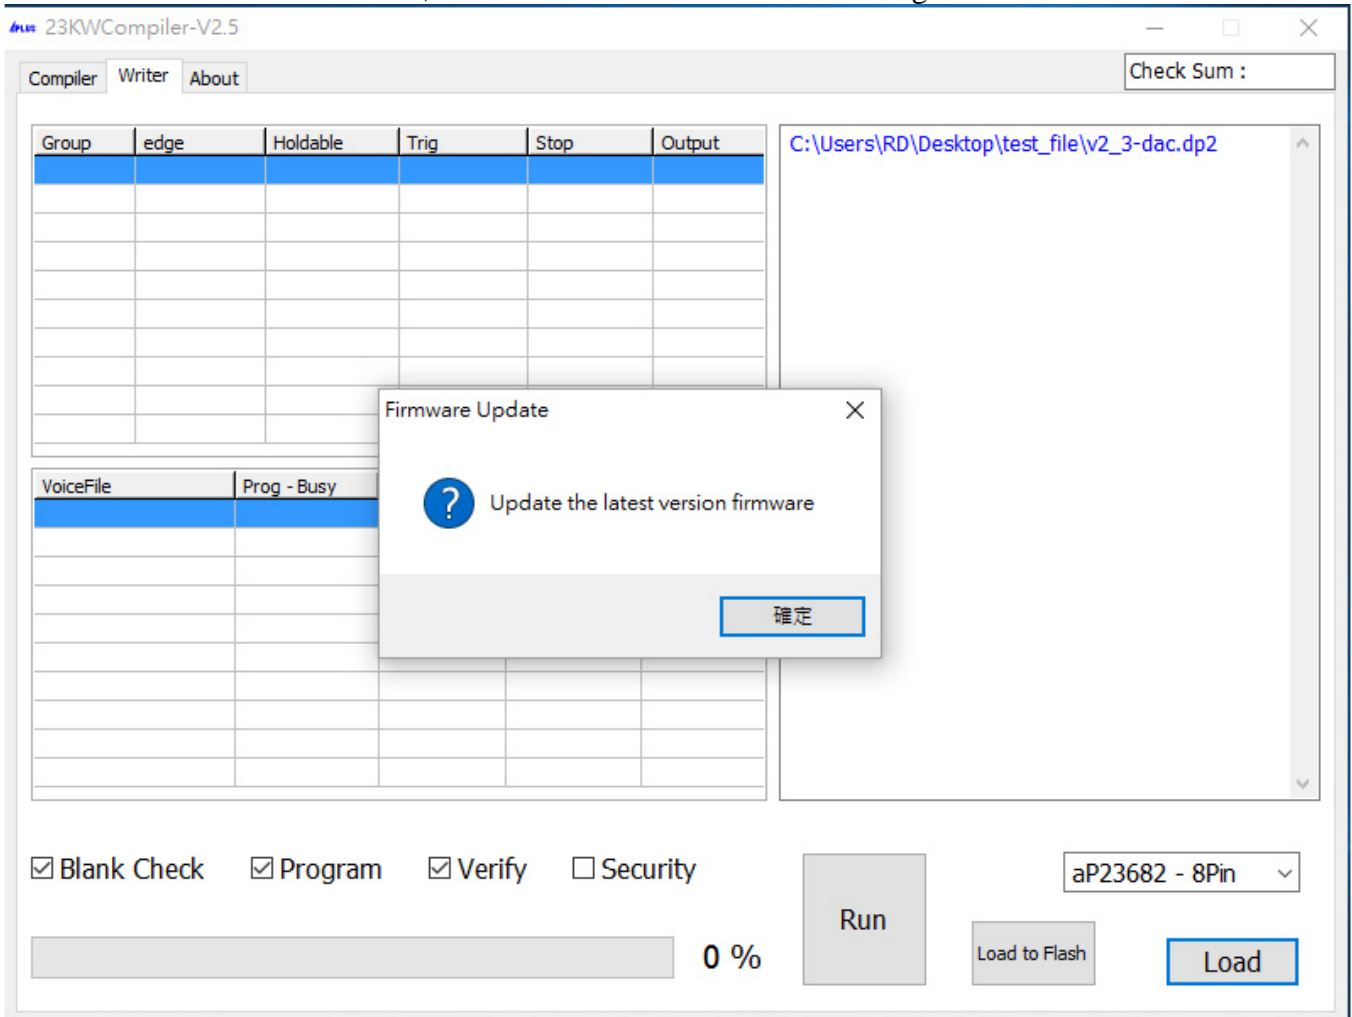 APLUS 23KWCompiler-V2.5
Compiler Writer About
Check Sum :
Group edge Holdable Trig Stop Output
C:\Users\RD\Desktop\test_file\v2_3-dac.dp2
Firmware Update
Update the latest version firmware
確定
VoiceFile Prog - Busy
Blank Check Program Verify Security
aP23682 - 8Pin
Run
0 %
Load to Flash
Load